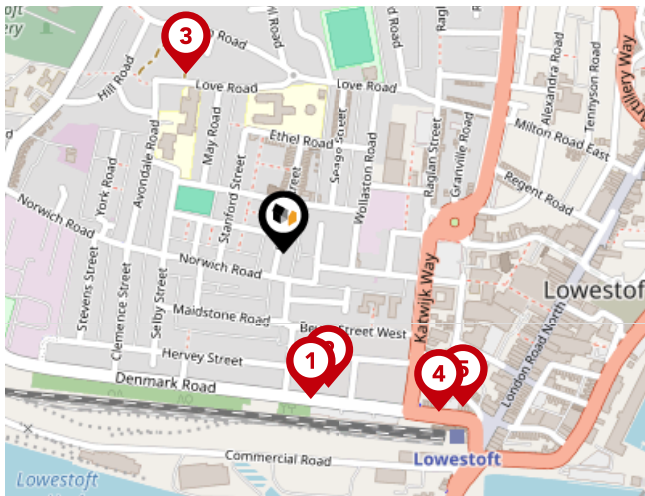 3
Hill Road
Love Road
Love Road
Road
Road
Alexandra Road
Tennyson Road
Artillery Way
Milton Road East
Ethel Road
May Road
Avondale Road
Stanford Street
Street
Wollaston Road
Raglan Street
Granville Road
Regent Road
York Road
Norwich Road
Norwich Road
Katwijk Way
Lowestof
Stevens Street
Clemence Street
Selby Street
Maidstone Road
Street West
London Road North
Hervey Street
1
4
5
Denmark Road
Commercial Road
Lowestoft
Lowestoft